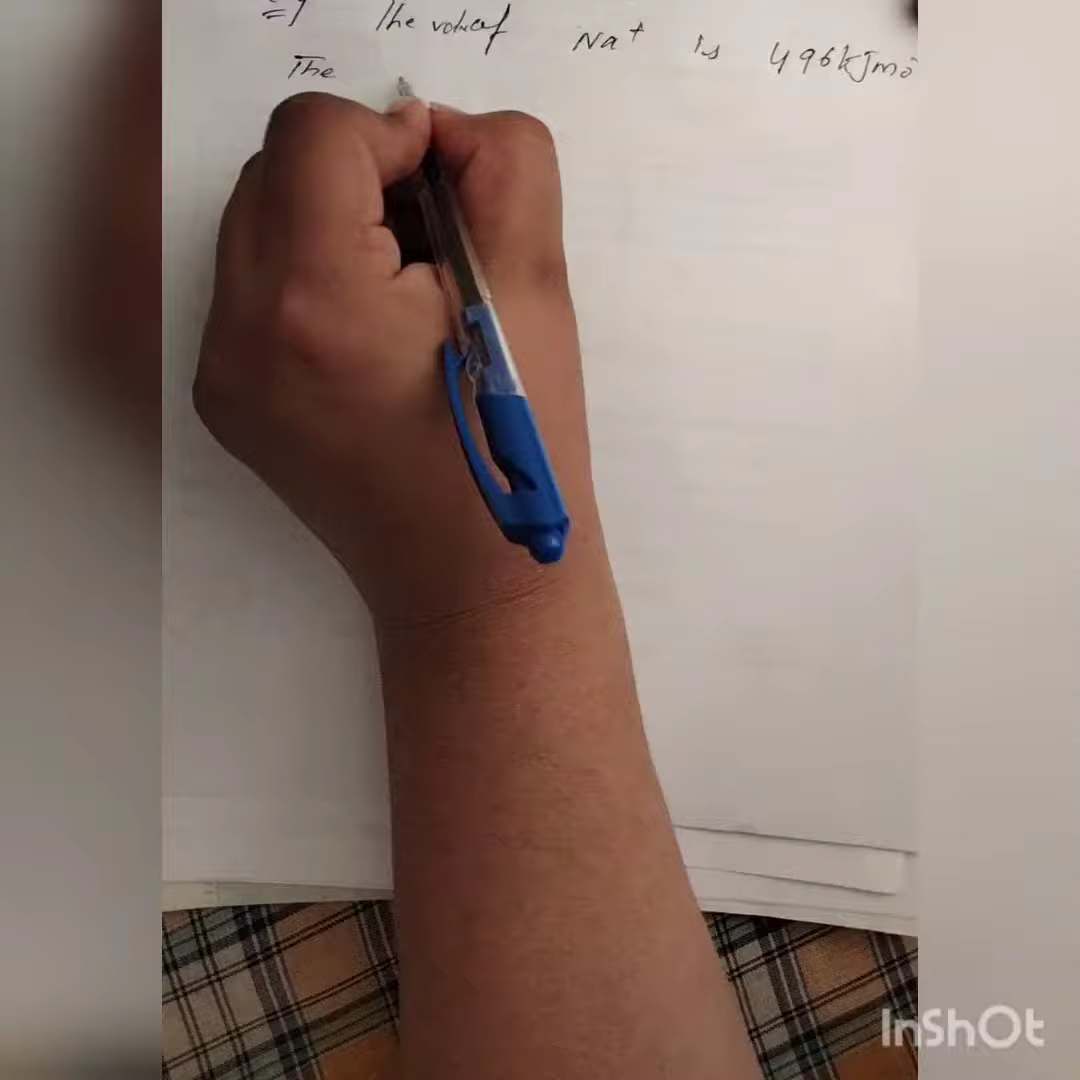 =) The value of Na+ is 496kJmo
The
InShOt